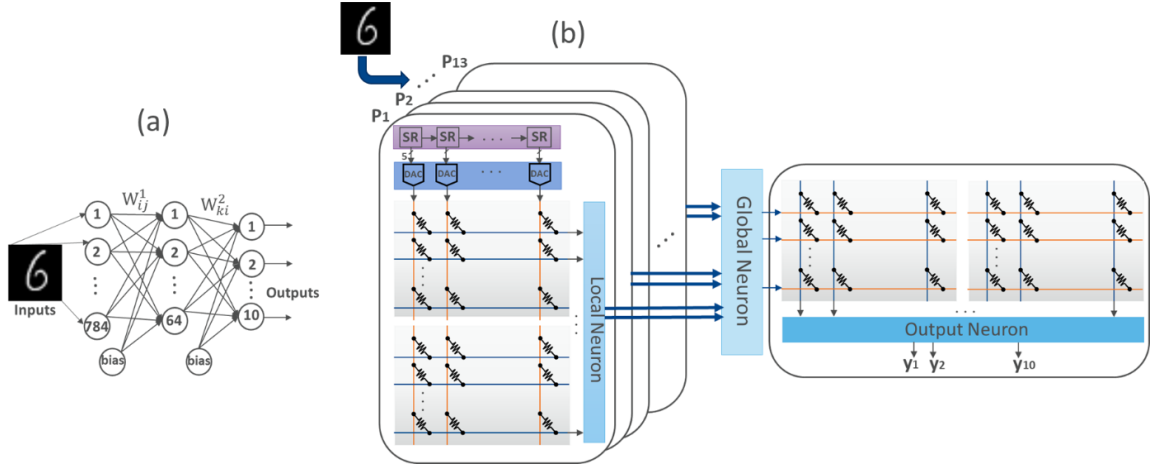 (a)
W¹ᵢⱼ W²ₖᵢ
1 1 1
2 2 2
784 64 10
6
Inputs
Outputs
bias bias
6
(b)
P1 P2 P13
SR SR ... SR
5
DAC DAC ... DAC
Local Neuron
Global Neuron
Output Neuron
y1 y2 y10